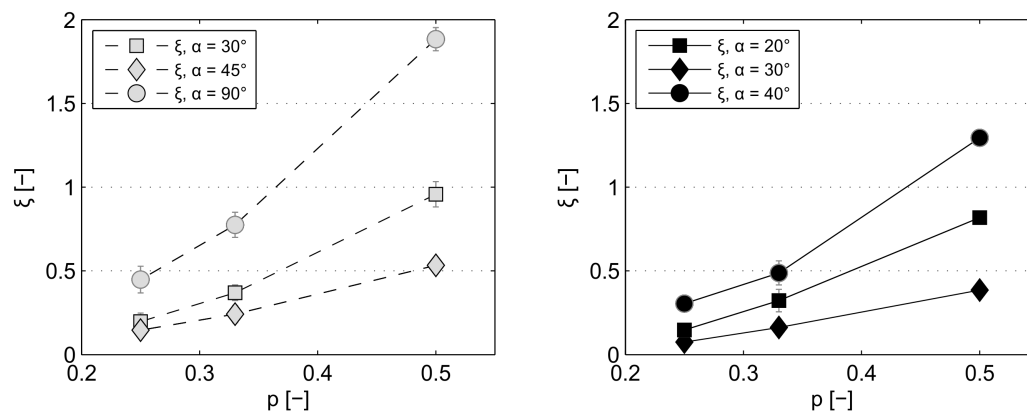 2
1.5
1
0.5
0
ξ [−]
ξ, α = 30°
ξ, α = 45°
ξ, α = 90°
0.2 0.3 0.4 0.5
p [−]
2
1.5
1
0.5
0
ξ [−]
ξ, α = 20°
ξ, α = 30°
ξ, α = 40°
0.2 0.3 0.4 0.5
p [−]